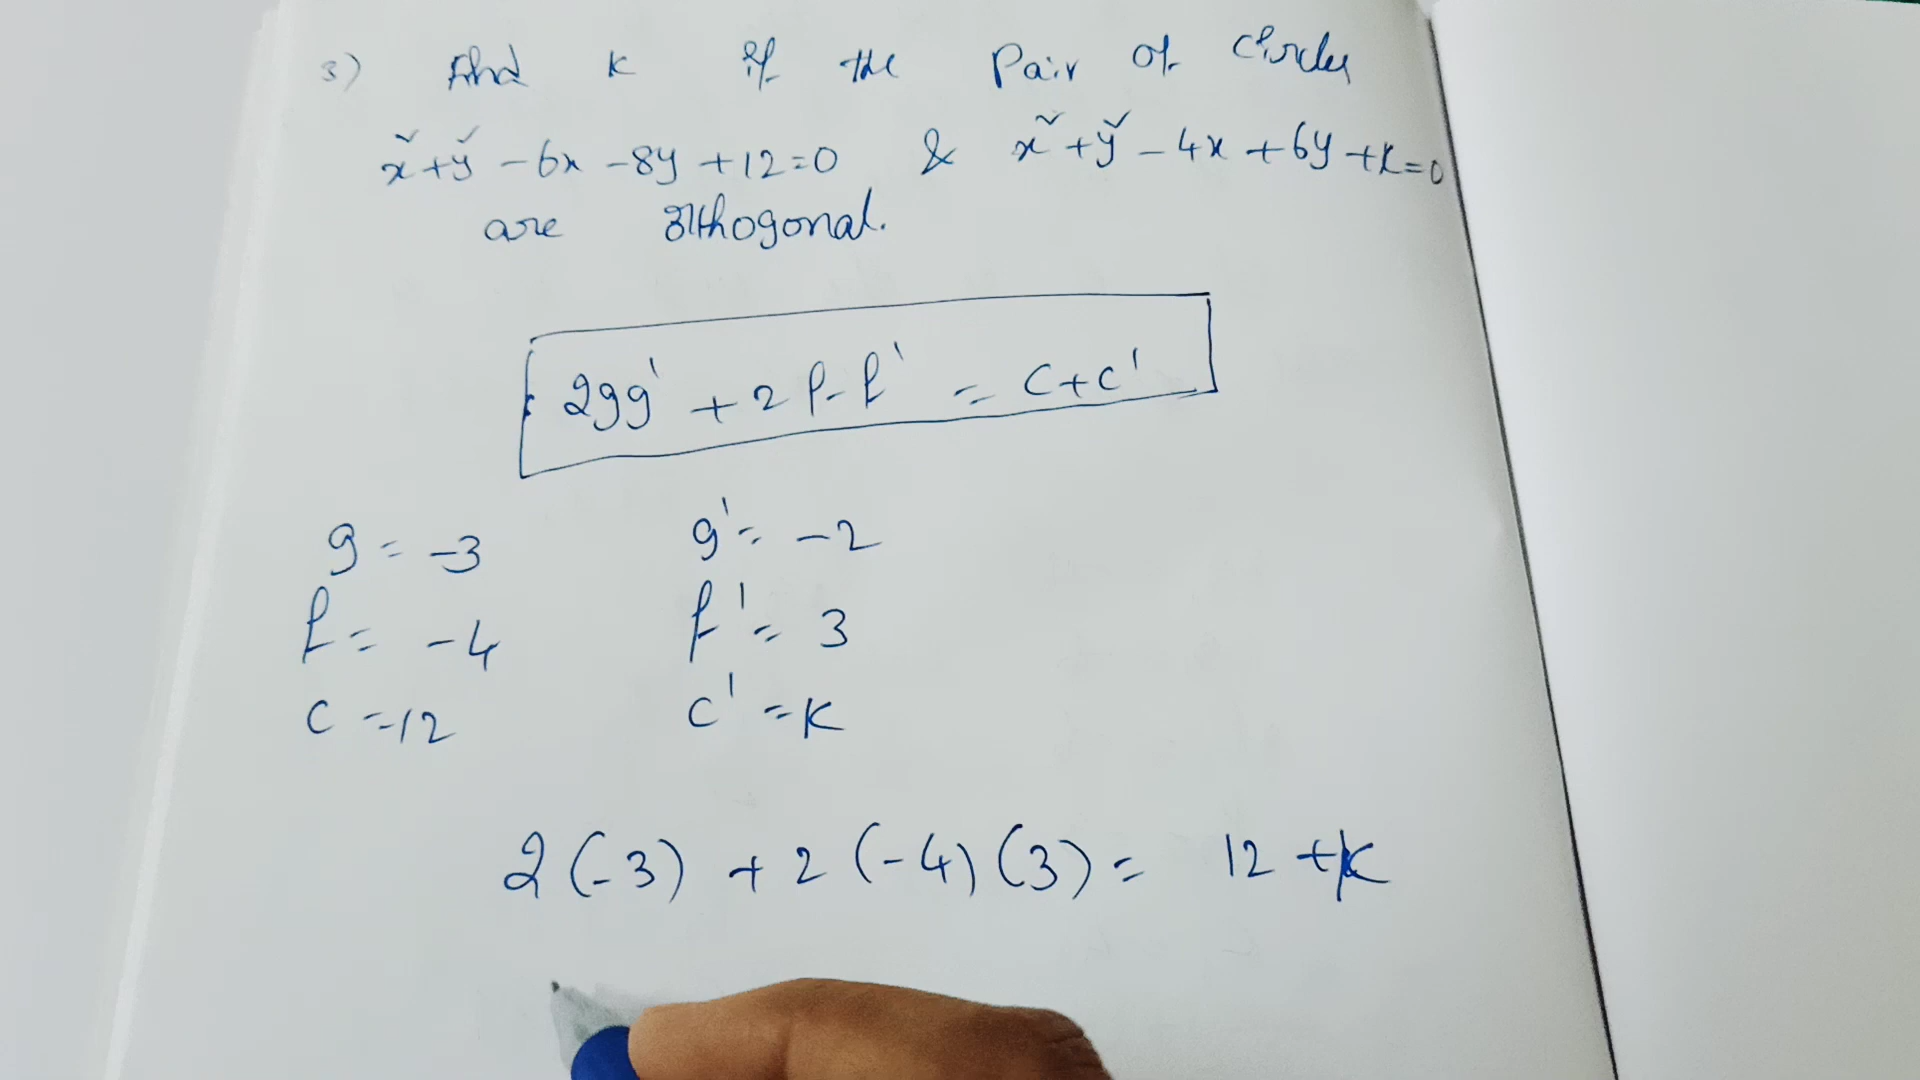 3) Find K if the Pair of Circles
x²+y² -6x -8y +12=0 & x²+y² -4x +6y +K=0
are orthogonal.
2gg' + 2ff' = C+C'
g = -3 g' = -2
f = -4 f' = 3
C = 12 C' = K
2(-3) + 2(-4)(3) = 12 +K